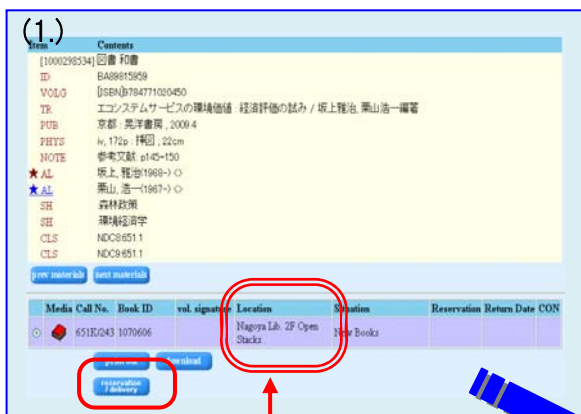 (1.)
Item Contents
[1000298534] 図書 和書
ID BA89815959
VOLG [ISBN]9784771020450
TR エコシステムサービスの環境価値 : 経済評価の試み / 坂上雅治, 栗山浩一編著
PUB 京都 : 晃洋書房 , 2009.4
PHYS iv, 172p : 挿図 ; 22cm
NOTE 参考文献: p145-150
★ AL 坂上, 雅治(1968-) <>
★ AL 栗山, 浩一(1967-) <>
SH 森林政策
SH 環境経済学
CLS NDC8:651.1
CLS NDC9:651.1
prev materials next materials
Media Call No. Book ID vol. signature Location Situation Reservation Return Date CON
651K/243 1070606 Nagoya Lib. 2F Open Stacks New Books
print out download
reservation / delivery